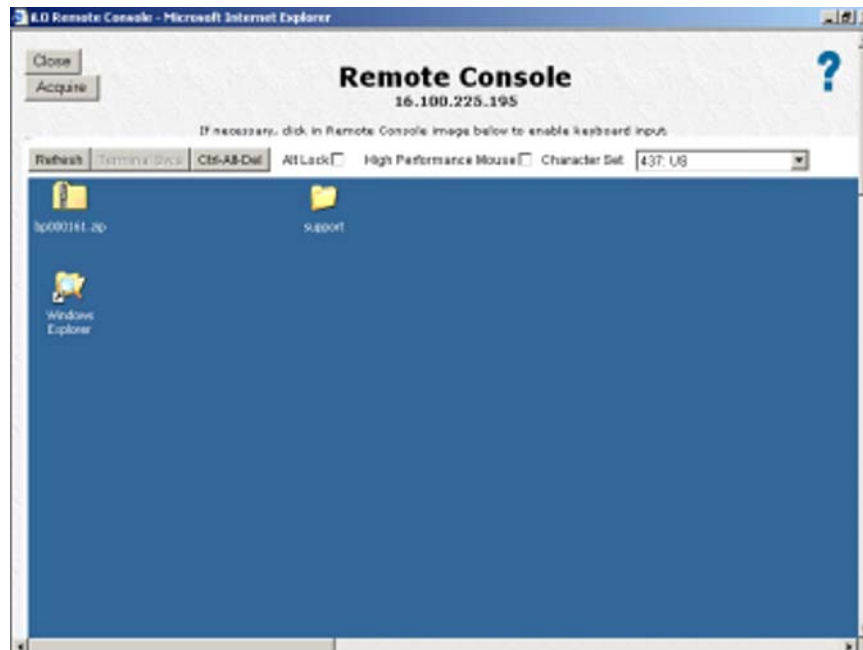 iLO Remote Console - Microsoft Internet Explorer
Close
Acquire
Remote Console
16.100.225.195
?
If necessary, click in Remote Console image below to enable keyboard input.
Refresh Terminal Svcs Ctrl-Alt-Del Alt Lock High Performance Mouse Character Set 437: US
support
Windows
Explorer